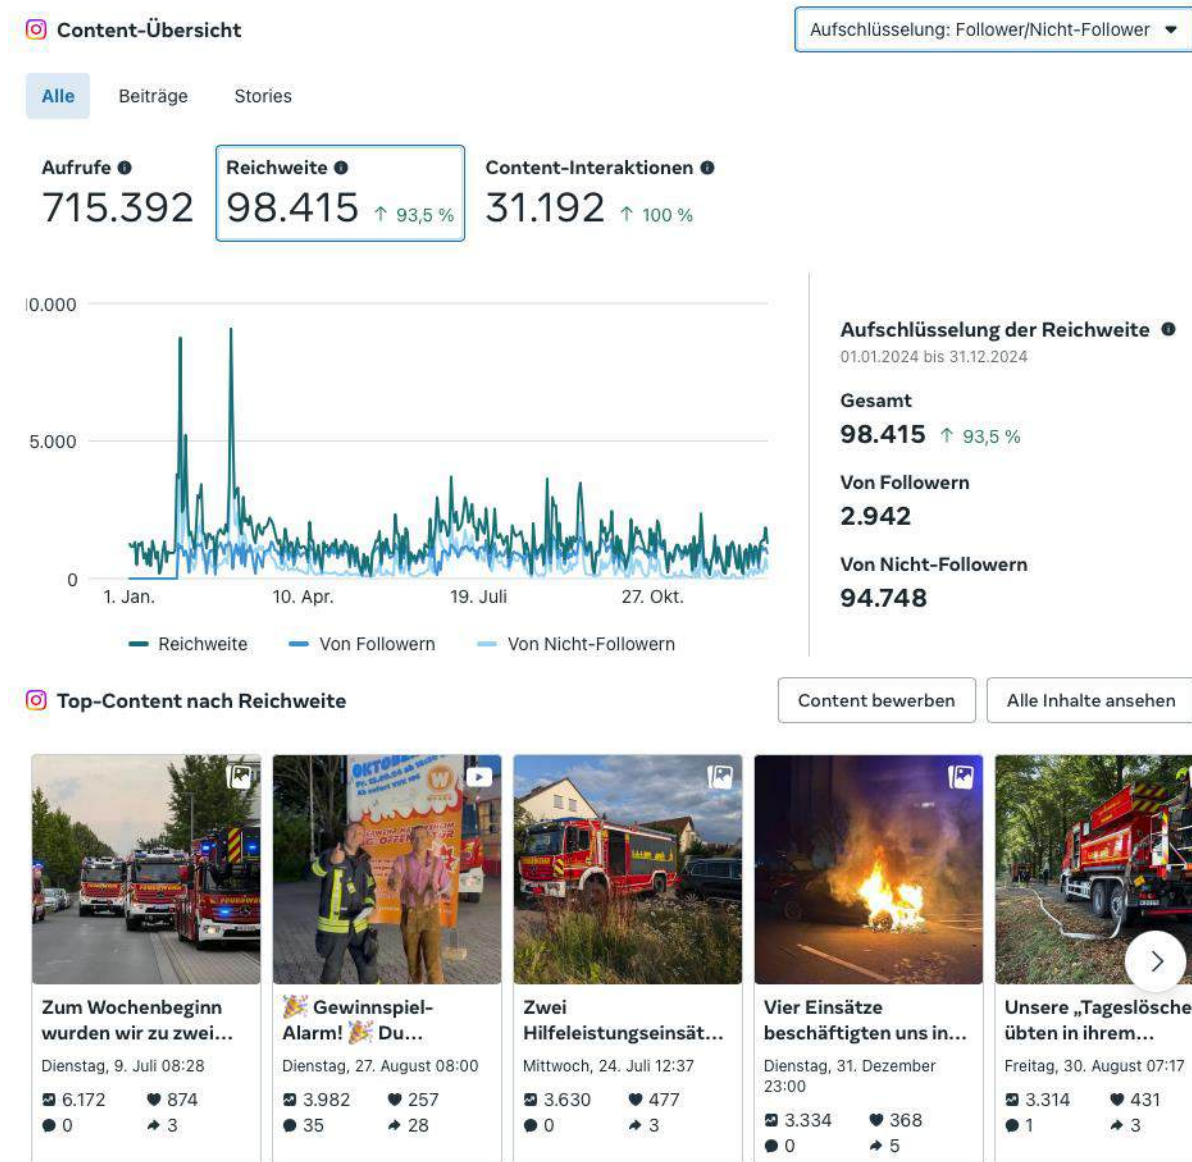 Content-Übersicht
Aufschlüsselung: Follower/Nicht-Follower
Alle
Beiträge
Stories
Aufrufe
Reichweite
Content-Interaktionen
715.392
98.415 ↑ 93,5 %
31.192 ↑ 100 %
10.000
5.000
0
1. Jan.
10. Apr.
19. Juli
27. Okt.
Reichweite
Von Followern
Von Nicht-Followern
Aufschlüsselung der Reichweite
01.01.2024 bis 31.12.2024
Gesamt
98.415 ↑ 93,5 %
Von Followern
2.942
Von Nicht-Followern
94.748
Top-Content nach Reichweite
Content bewerben
Alle Inhalte ansehen
Zum Wochenbeginn
wurden wir zu zwei...
Dienstag, 9. Juli 08:28
6.172
874
0
3
🎉 Gewinnspiel-
Alarm! 🎉 Du...
Dienstag, 27. August 08:00
3.982
257
35
28
Zwei
Hilfeleistungseinsät...
Mittwoch, 24. Juli 12:37
3.630
477
0
3
Vier Einsätze
beschäftigten uns in...
Dienstag, 31. Dezember
23:00
3.334
368
0
5
Unsere „Tageslösche
übten in ihrem...
Freitag, 30. August 07:17
3.314
431
1
3